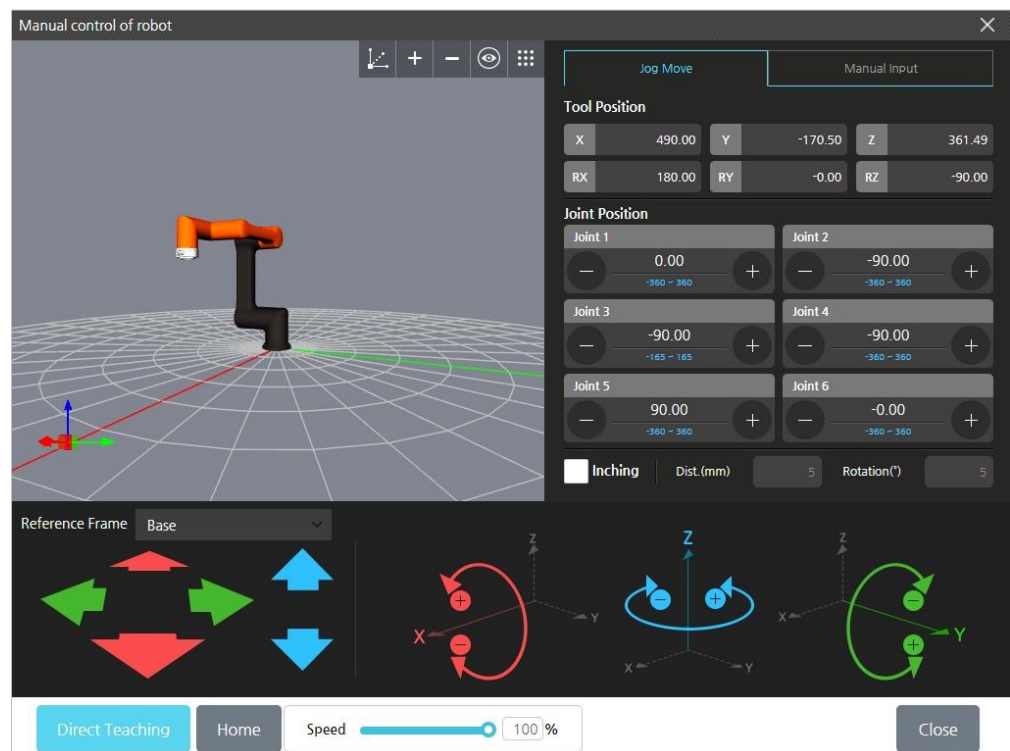 Manual control of robot
Jog Move
Manual Input
Tool Position
X 490.00 Y -170.50 Z 361.49
RX 180.00 RY -0.00 RZ -90.00
Joint Position
Joint 1
0.00
-360 ~ 360
Joint 2
-90.00
-360 ~ 360
Joint 3
-90.00
-165 ~ 165
Joint 4
-90.00
-360 ~ 360
Joint 5
90.00
-360 ~ 360
Joint 6
-0.00
-360 ~ 360
Inching Dist.(mm) 5 Rotation(°) 5
Reference Frame Base
Z
X
Y
Z
X
Y
Z
X
Y
Direct Teaching
Home
Speed 100 %
Close